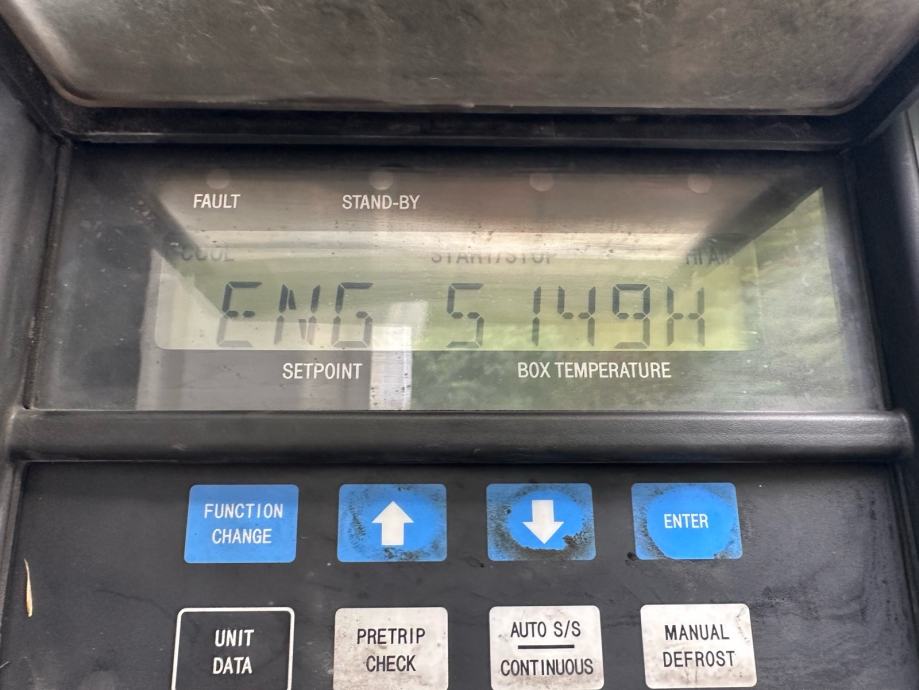 FAULT STAND-BY
COOL START/STOP
ENG 5149H
SETPOINT BOX TEMPERATURE
FUNCTION
CHANGE
ENTER
UNIT
DATA
PRETRIP
CHECK
AUTO S/S
CONTINUOUS
MANUAL
DEFROST